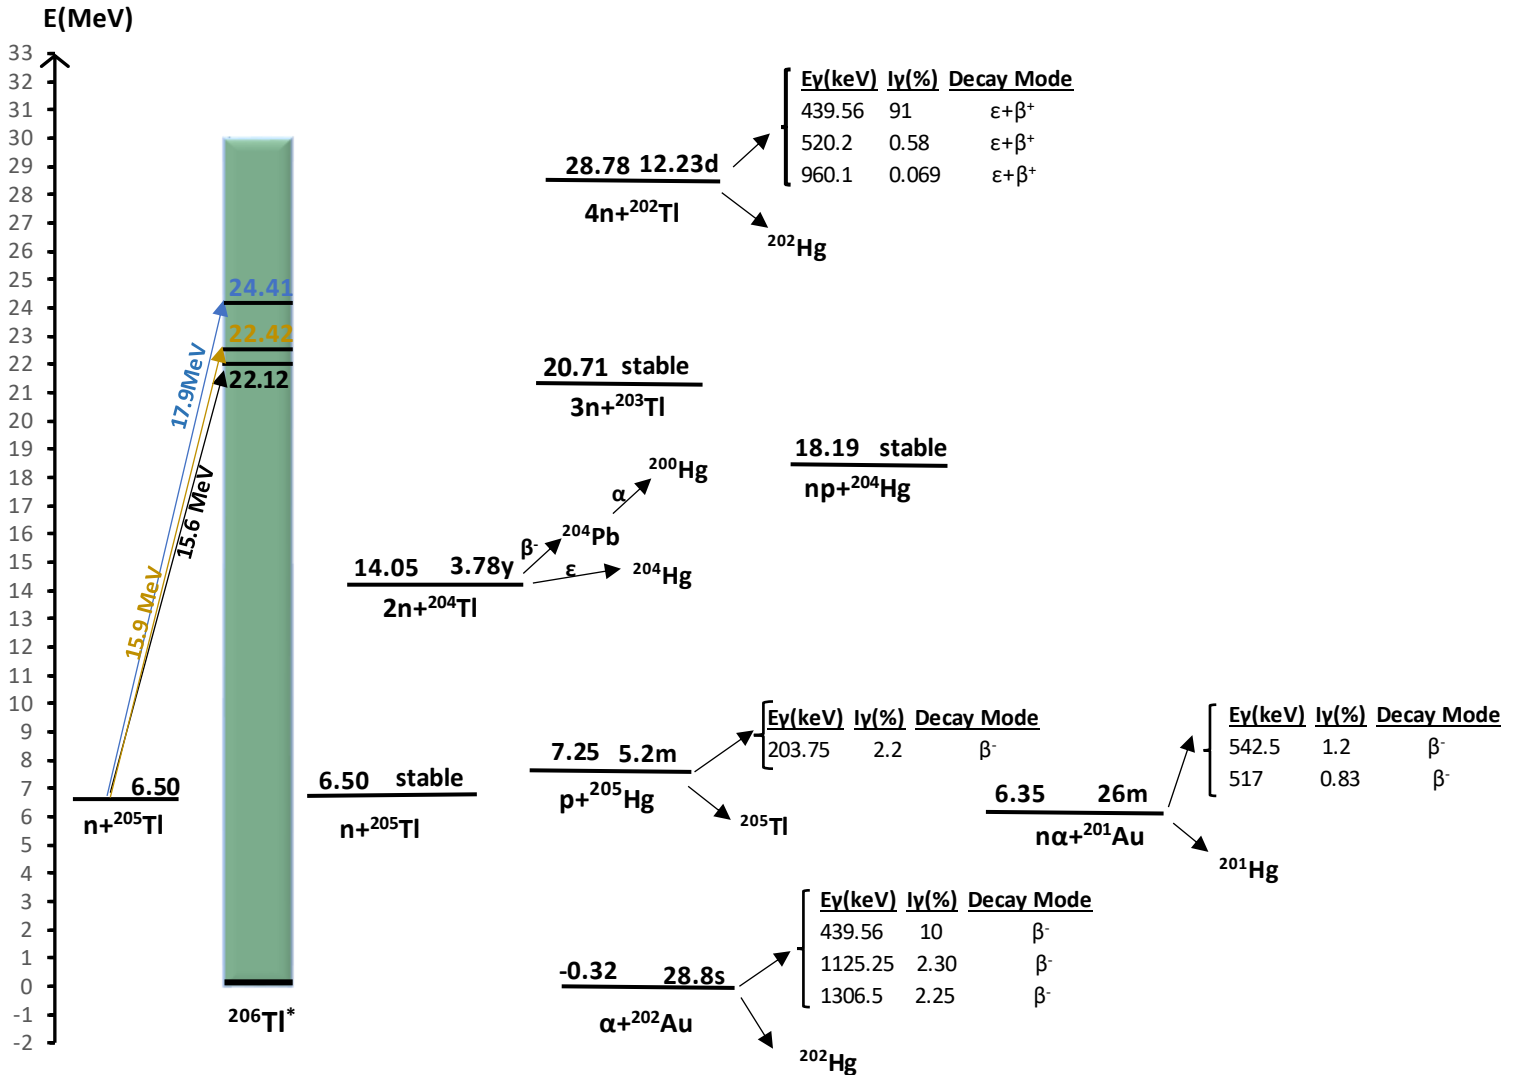 E(MeV)
33
32
31
30
29
28
27
26
25
24
23
22
21
20
19
18
17
16
15
14
13
12
11
10
9
8
7
6
5
4
3
2
1
0
-1
-2
n+²⁰⁵Tl
6.50
17.9MeV
15.6 MeV
15.9 MeV
24.41
22.42
22.12
²⁰⁶Tl*
28.78 12.23d
4n+²⁰²Tl
Eγ(keV) Iγ(%) Decay Mode
439.56 91 ε+β⁺
520.2 0.58 ε+β⁺
960.1 0.069 ε+β⁺
²⁰²Hg
20.71 stable
3n+²⁰³Tl
18.19 stable
np+²⁰⁴Hg
14.05 3.78y
2n+²⁰⁴Tl
β⁻
²⁰⁴Pb
α
²⁰⁰Hg
ε
²⁰⁴Hg
6.50 stable
n+²⁰⁵Tl
7.25 5.2m
p+²⁰⁵Hg
Eγ(keV) Iγ(%) Decay Mode
203.75 2.2 β⁻
²⁰⁵Tl
6.35 26m
nα+²⁰¹Au
Eγ(keV) Iγ(%) Decay Mode
542.5 1.2 β⁻
517 0.83 β⁻
²⁰¹Hg
-0.32 28.8s
α+²⁰²Au
Eγ(keV) Iγ(%) Decay Mode
439.56 10 β⁻
1125.25 2.30 β⁻
1306.5 2.25 β⁻
²⁰²Hg